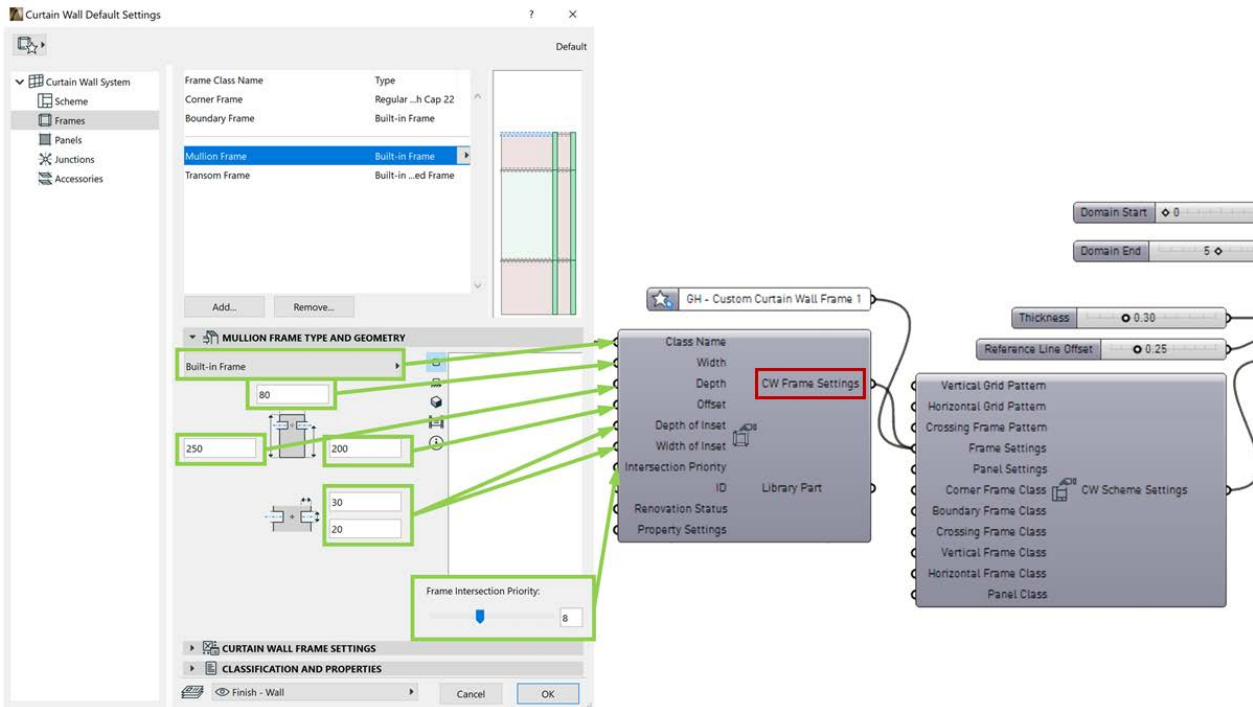 Curtain Wall Default Settings
?
×
Default
Curtain Wall System
Scheme
Frames
Panels
Junctions
Accessories
Frame Class Name Type
Corner Frame Regular ...h Cap 22
Boundary Frame Built-in Frame
Mullion Frame Built-in Frame
Transom Frame Built-in ...ed Frame
Add...
Remove...
MULLION FRAME TYPE AND GEOMETRY
Built-in Frame
80
250
200
30
20
Frame Intersection Priority:
8
CURTAIN WALL FRAME SETTINGS
CLASSIFICATION AND PROPERTIES
Finish - Wall
Cancel
OK
GH - Custom Curtain Wall Frame 1
Class Name
Width
Depth
Offset
Depth of Inset
Width of Inset
Intersection Priority
ID
Renovation Status
Property Settings
CW Frame Settings
Library Part
Domain Start 0
Domain End 5
Thickness 0.30
Reference Line Offset 0.25
Vertical Grid Pattern
Horizontal Grid Pattern
Crossing Frame Pattern
Frame Settings
Panel Settings
Corner Frame Class
Boundary Frame Class
Crossing Frame Class
Vertical Frame Class
Horizontal Frame Class
Panel Class
CW Scheme Settings